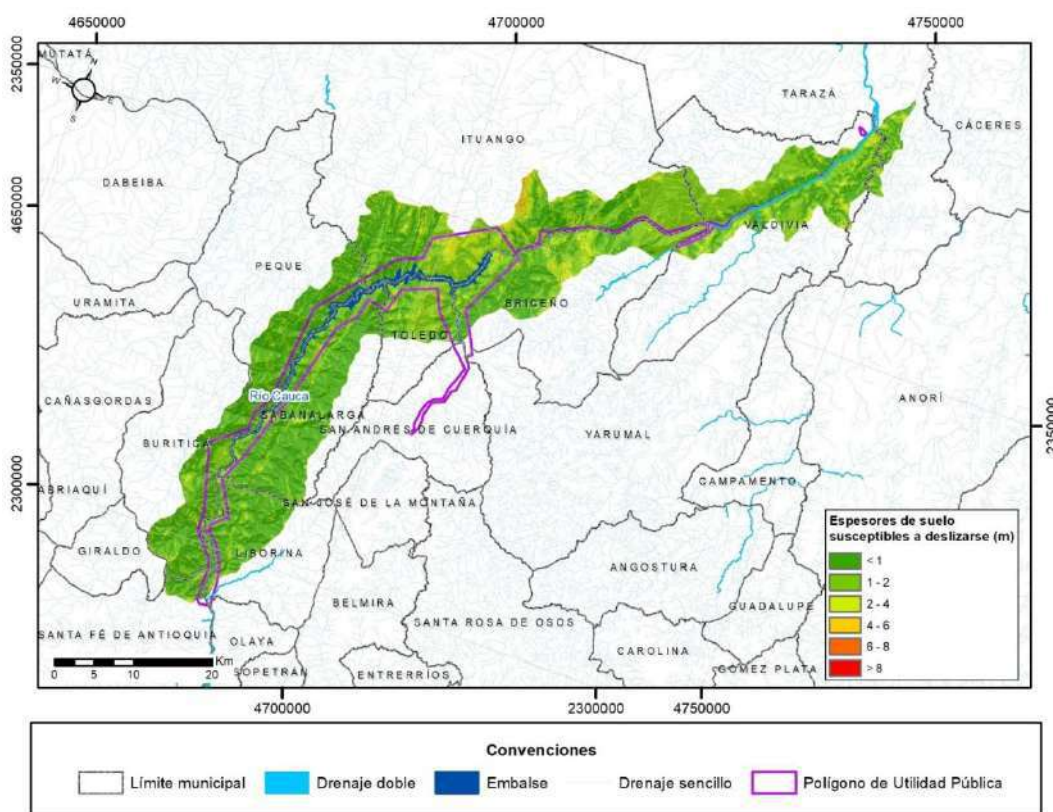 4650000
4700000
4750000
2350000
4650000
2300000
2350000
MUTATÁ
N
W
E
S
TARAZÁ
CÁCERES
ITUANGO
DABEIBA
VALDIVIA
PEQUE
URAMITA
BRICEÑO
TOLEDO
Río Cauca
CAÑASGORDAS
SABANALARGA
ANORÍ
SAN ANDRÉS DE CUERQUÍA
YARUMAL
BURITICÁ
CAMPAMENTO
ABRIAQUÍ
SAN JOSÉ DE LA MONTAÑA
GIRALDO
LIBORINA
ANGOSTURA
BELMIRA
GUADALUPE
SANTA FÉ DE ANTIOQUIA
OLAYA
SANTA ROSA DE OSOS
CAROLINA
SOPETRÁN
ENTRERRÍOS
GÓMEZ PLATA
Espesores de suelo
susceptibles a deslizarse (m)
< 1
1 - 2
2 - 4
4 - 6
6 - 8
> 8
Km
0 5 10 20
4700000
2300000
4750000
Convenciones
Límite municipal
Drenaje doble
Embalse
Drenaje sencillo
Polígono de Utilidad Pública